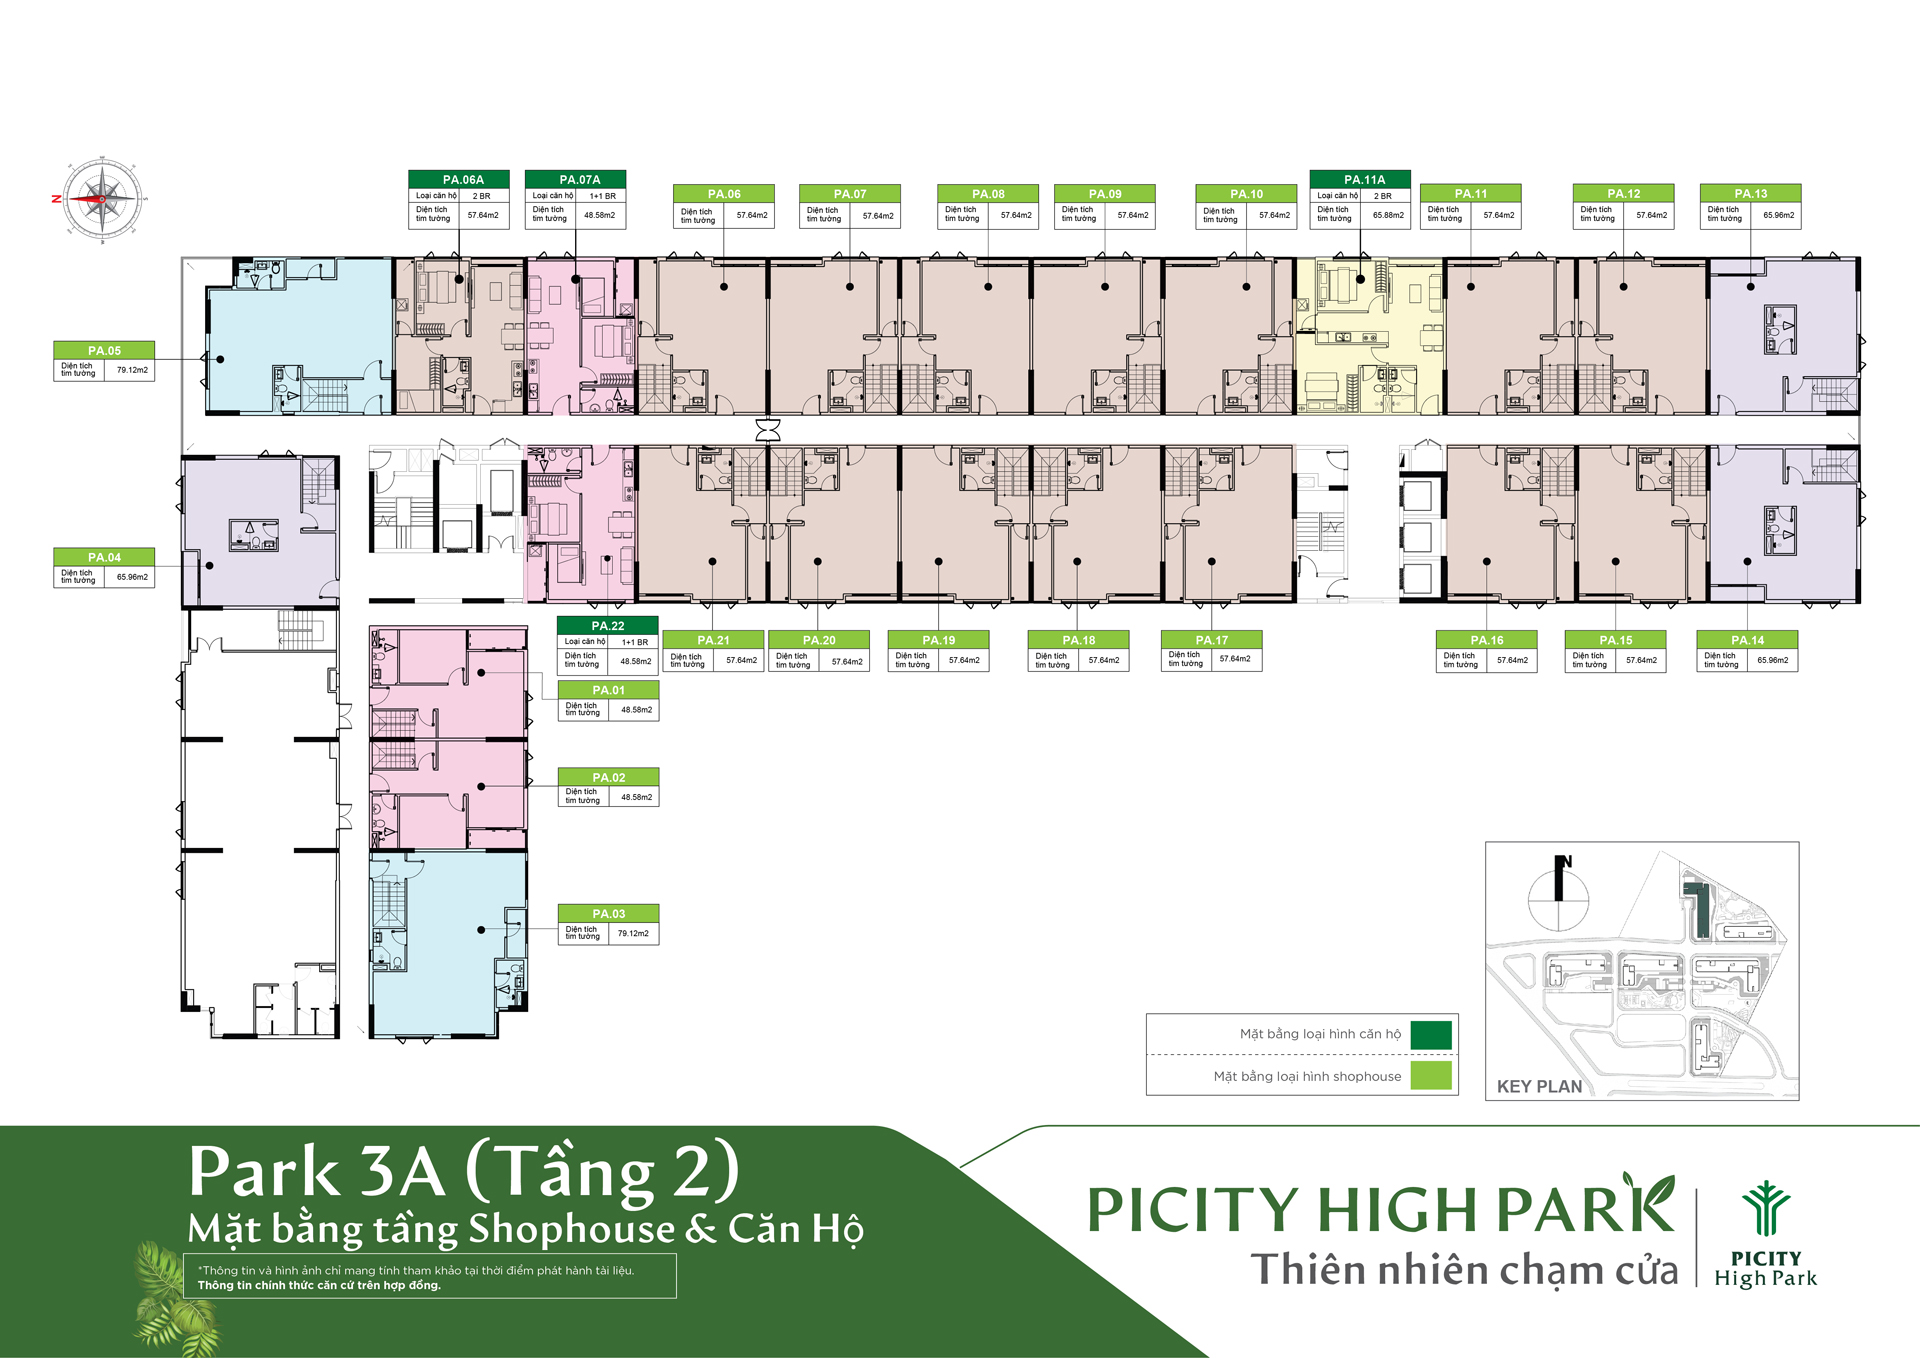 PA.06A
Loại căn hộ 2 BR
Diện tích
tim tường 57.64m2
PA.07A
Loại căn hộ 1+1 BR
Diện tích
tim tường 48.58m2
PA.06
Diện tích
tim tường 57.64m2
PA.07
Diện tích
tim tường 57.64m2
PA.08
Diện tích
tim tường 57.64m2
PA.09
Diện tích
tim tường 57.64m2
PA.10
Diện tích
tim tường 57.64m2
PA.11A
Loại căn hộ 2 BR
Diện tích
tim tường 65.88m2
PA.11
Diện tích
tim tường 57.64m2
PA.12
Diện tích
tim tường 57.64m2
PA.13
Diện tích
tim tường 65.96m2
N
S
PA.05
Diện tích
tim tường 79.12m2
PA.04
Diện tích
tim tường 65.96m2
PA.22
Loại căn hộ 1+1 BR
Diện tích
tim tường 48.58m2
PA.21
Diện tích
tim tường 57.64m2
PA.20
Diện tích
tim tường 57.64m2
PA.19
Diện tích
tim tường 57.64m2
PA.18
Diện tích
tim tường 57.64m2
PA.17
Diện tích
tim tường 57.64m2
PA.16
Diện tích
tim tường 57.64m2
PA.15
Diện tích
tim tường 57.64m2
PA.14
Diện tích
tim tường 65.96m2
PA.01
Diện tích
tim tường 48.58m2
PA.02
Diện tích
tim tường 48.58m2
PA.03
Diện tích
tim tường 79.12m2
N
KEY PLAN
Mặt bằng loại hình căn hộ
Mặt bằng loại hình shophouse
Park 3A (Tầng 2)
Mặt bằng tầng Shophouse & Căn Hộ
*Thông tin và hình ảnh chỉ mang tính tham khảo tại thời điểm phát hành tài liệu.
Thông tin chính thức căn cứ trên hợp đồng.
PICITY HIGH PARK
Thiên nhiên chạm cửa
PICITY
High Park